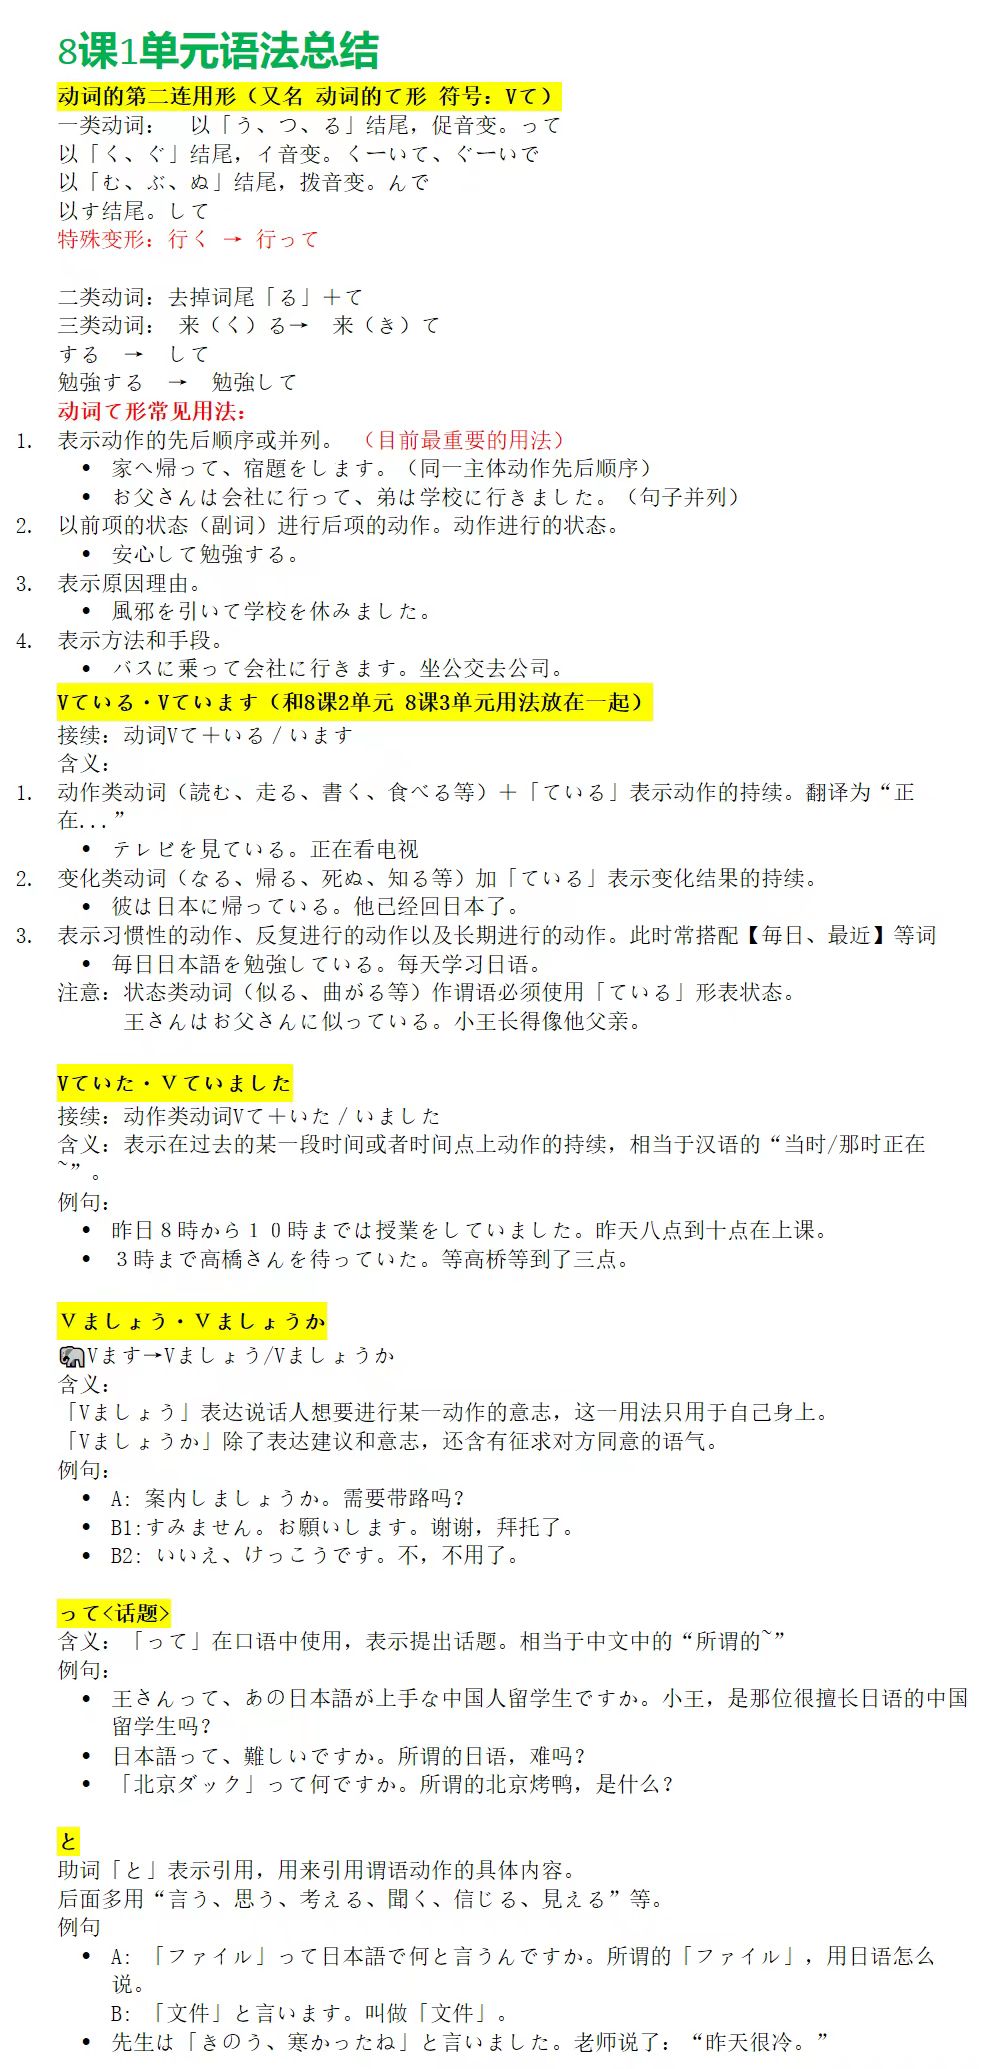 8课1单元语法总结
动词的第二连用形（又名 动词的て形 符号：Vて）
一类动词：　以「う、つ、る」结尾，促音变。って
以「く、ぐ」结尾，イ音变。くーいて、ぐーいで
以「む、ぶ、ぬ」结尾，拨音变。んで
以す结尾。して
特殊变形：行く → 行って
二类动词：去掉词尾「る」＋て
三类动词： 来（く）る→　来（き）て
する　→　して
勉強する　→　勉強して
动词て形常见用法：
1. 表示动作的先后顺序或并列。 （目前最重要的用法）
• 家へ帰って、宿題をします。（同一主体动作先后顺序）
• お父さんは会社に行って、弟は学校に行きました。（句子并列）
2. 以前项的状态（副词）进行后项的动作。动作进行的状态。
• 安心して勉強する。
3. 表示原因理由。
• 風邪を引いて学校を休みました。
4. 表示方法和手段。
• バスに乗って会社に行きます。坐公交去公司。
Vている・Vています（和8课2单元 8课3单元用法放在一起）
接续：动词Vて＋いる／います
含义：
1. 动作类动词（読む、走る、書く、食べる等）＋「ている」表示动作的持续。翻译为“正
在...”
• テレビを見ている。正在看电视
2. 变化类动词（なる、帰る、死ぬ、知る等）加「ている」表示变化结果的持续。
• 彼は日本に帰っている。他已经回日本了。
3. 表示习惯性的动作、反复进行的动作以及长期进行的动作。此时常搭配【毎日、最近】等词
• 毎日日本語を勉強している。每天学习日语。
注意：状态类动词（似る、曲がる等）作谓语必须使用「ている」形表状态。
王さんはお父さんに似っている。小王长得像他父亲。
Vていた・Ｖていました
接续：动作类动词Vて＋いた／いました
含义：表示在过去的某一段时间或者时间点上动作的持续，相当于汉语的“当时/那时正在
~”。
例句：
• 昨日８時から１０時までは授業をしていました。昨天八点到十点在上课。
• ３時まで高橋さんを待っていた。等高桥等到了三点。
Ｖましょう・Ｖましょうか
🐘Vます→Vましょう/Vましょうか
含义：
「Vましょう」表达说话人想要进行某一动作的意志，这一用法只用于自己身上。
「Vましょうか」除了表达建议和意志，还含有征求对方同意的语气。
例句：
• A: 案内しましょうか。需要带路吗？
• B1:すみません。お願いします。谢谢，拜托了。
• B2: いいえ、けっこうです。不，不用了。
って<话题>
含义：「って」在口语中使用，表示提出话题。相当于中文中的“所谓的~”
例句：
• 王さんって、あの日本語が上手な中国人留学生ですか。小王，是那位很擅长日语的中国
留学生吗？
• 日本語って、難しいですか。所谓的日语，难吗？
• 「北京ダック」って何ですか。所谓的北京烤鸭，是什么？
と
助词「と」表示引用，用来引用谓语动作的具体内容。
后面多用“言う、思う、考える、聞く、信じる、見える”等。
例句
• A: 「ファイル」って日本語で何と言うんですか。所谓的「ファイル」，用日语怎么
说。
B: 「文件」と言います。叫做「文件」。
• 先生は「きのう、寒かったね」と言いました。老师说了：“昨天很冷。”